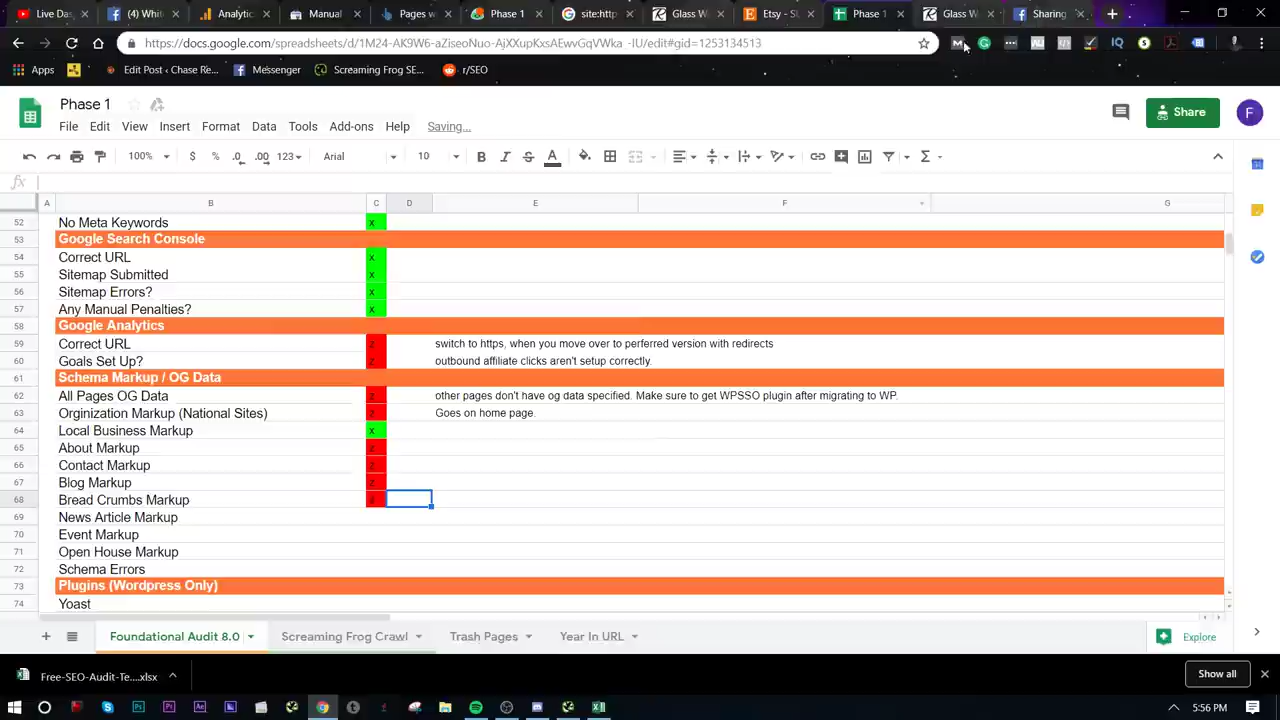 Live Da
(4) Whit
Analytic
Manual
Pages
Phase 1
site:http
Glass W
Etsy - S
Phase 1
Glass W
Sharing
https://docs.google.com/spreadsheets/d/1M24-AK9W6-aZiseoNuo-AjXXupKxsAEwvGqVWka -IU/edit#gid=1253134513
Apps
Edit Post ‹ Chase Re...
Messenger
Screaming Frog SE...
r/SEO
Phase 1
Share
F
File Edit View Insert Format Data Tools Add-ons Help Saving...
100% $ % .0 .00 123 Arial 10 B I S A
fx
A B C D E F G
52 No Meta Keywords x
53 Google Search Console
54 Correct URL x
55 Sitemap Submitted x
56 Sitemap Errors? x
57 Any Manual Penalties? x
58 Google Analytics
59 Correct URL z switch to https, when you move over to perferred version with redirects
60 Goals Set Up? z outbound affiliate clicks aren't setup correctly.
61 Schema Markup / OG Data
62 All Pages OG Data z other pages don't have og data specified. Make sure to get WPSSO plugin after migrating to WP.
63 Orginization Markup (National Sites) z Goes on home page.
64 Local Business Markup x
65 About Markup z
66 Contact Markup z
67 Blog Markup z
68 Bread Crumbs Markup z
69 News Article Markup
70 Event Markup
71 Open House Markup
72 Schema Errors
73 Plugins (Wordpress Only)
74 Yoast
Foundational Audit 8.0
Screaming Frog Crawl
Trash Pages
Year In URL
Explore
Free-SEO-Audit-Te....xlsx
Show all
5:56 PM